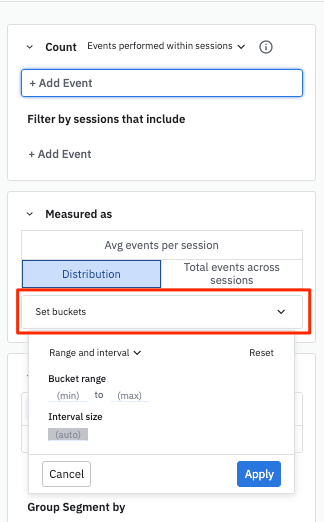 Count Events performed within sessions
+ Add Event
Filter by sessions that include
+ Add Event
Measured as
Avg events per session
Distribution
Total events across
sessions
Set buckets
Range and interval Reset
Bucket range
(min) to (max)
Interval size
(auto)
Cancel Apply
Group Segment by